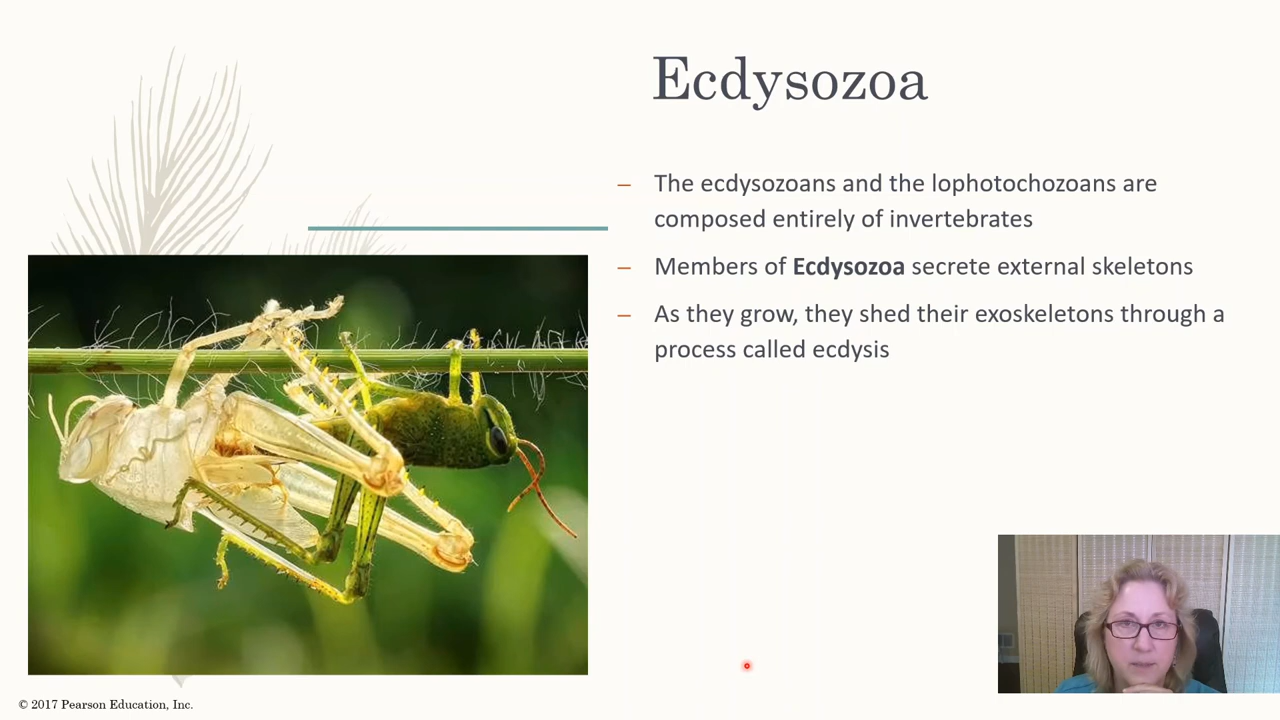 Ecdysozoa
– The ecdysozoans and the lophotochozoans are
composed entirely of invertebrates
– Members of Ecdysozoa secrete external skeletons
– As they grow, they shed their exoskeletons through a
process called ecdysis
© 2017 Pearson Education, Inc.